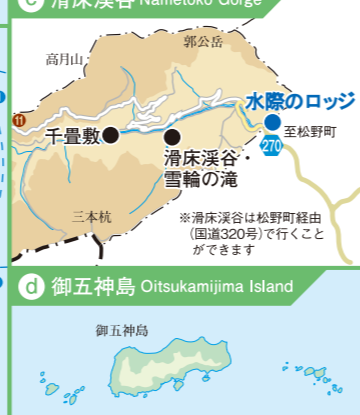 c 滑床渓谷 Nametoko Gorge
郭公岳
高月山
水際のロッジ
11
千畳敷
至松野町
270
滑床渓谷・
雪輪の滝
三本杭
※滑床渓谷は松野町経由
(国道320号)で行くこと
ができます
d 御五神島 Oitsukamijima Island
御五神島